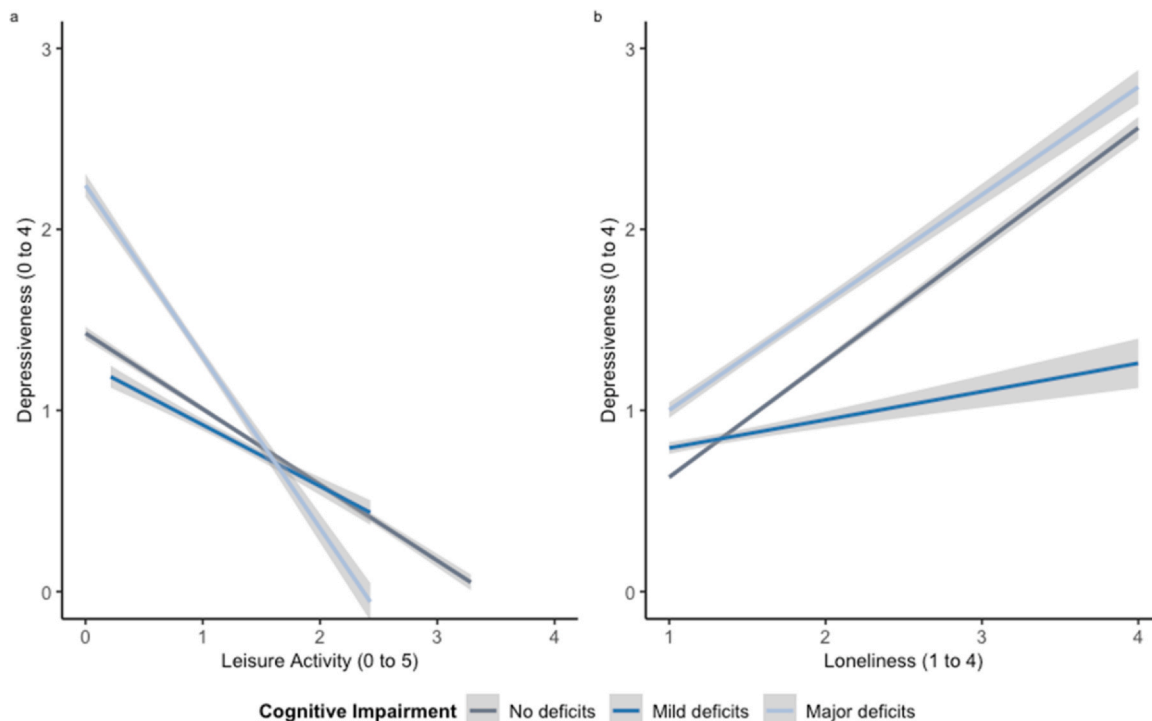 a
3
2
1
0
Depressiveness (0 to 4)
0 1 2 3 4
Leisure Activity (0 to 5)
b
3
2
1
0
Depressiveness (0 to 4)
1 2 3 4
Loneliness (1 to 4)
Cognitive Impairment No deficits Mild deficits Major deficits